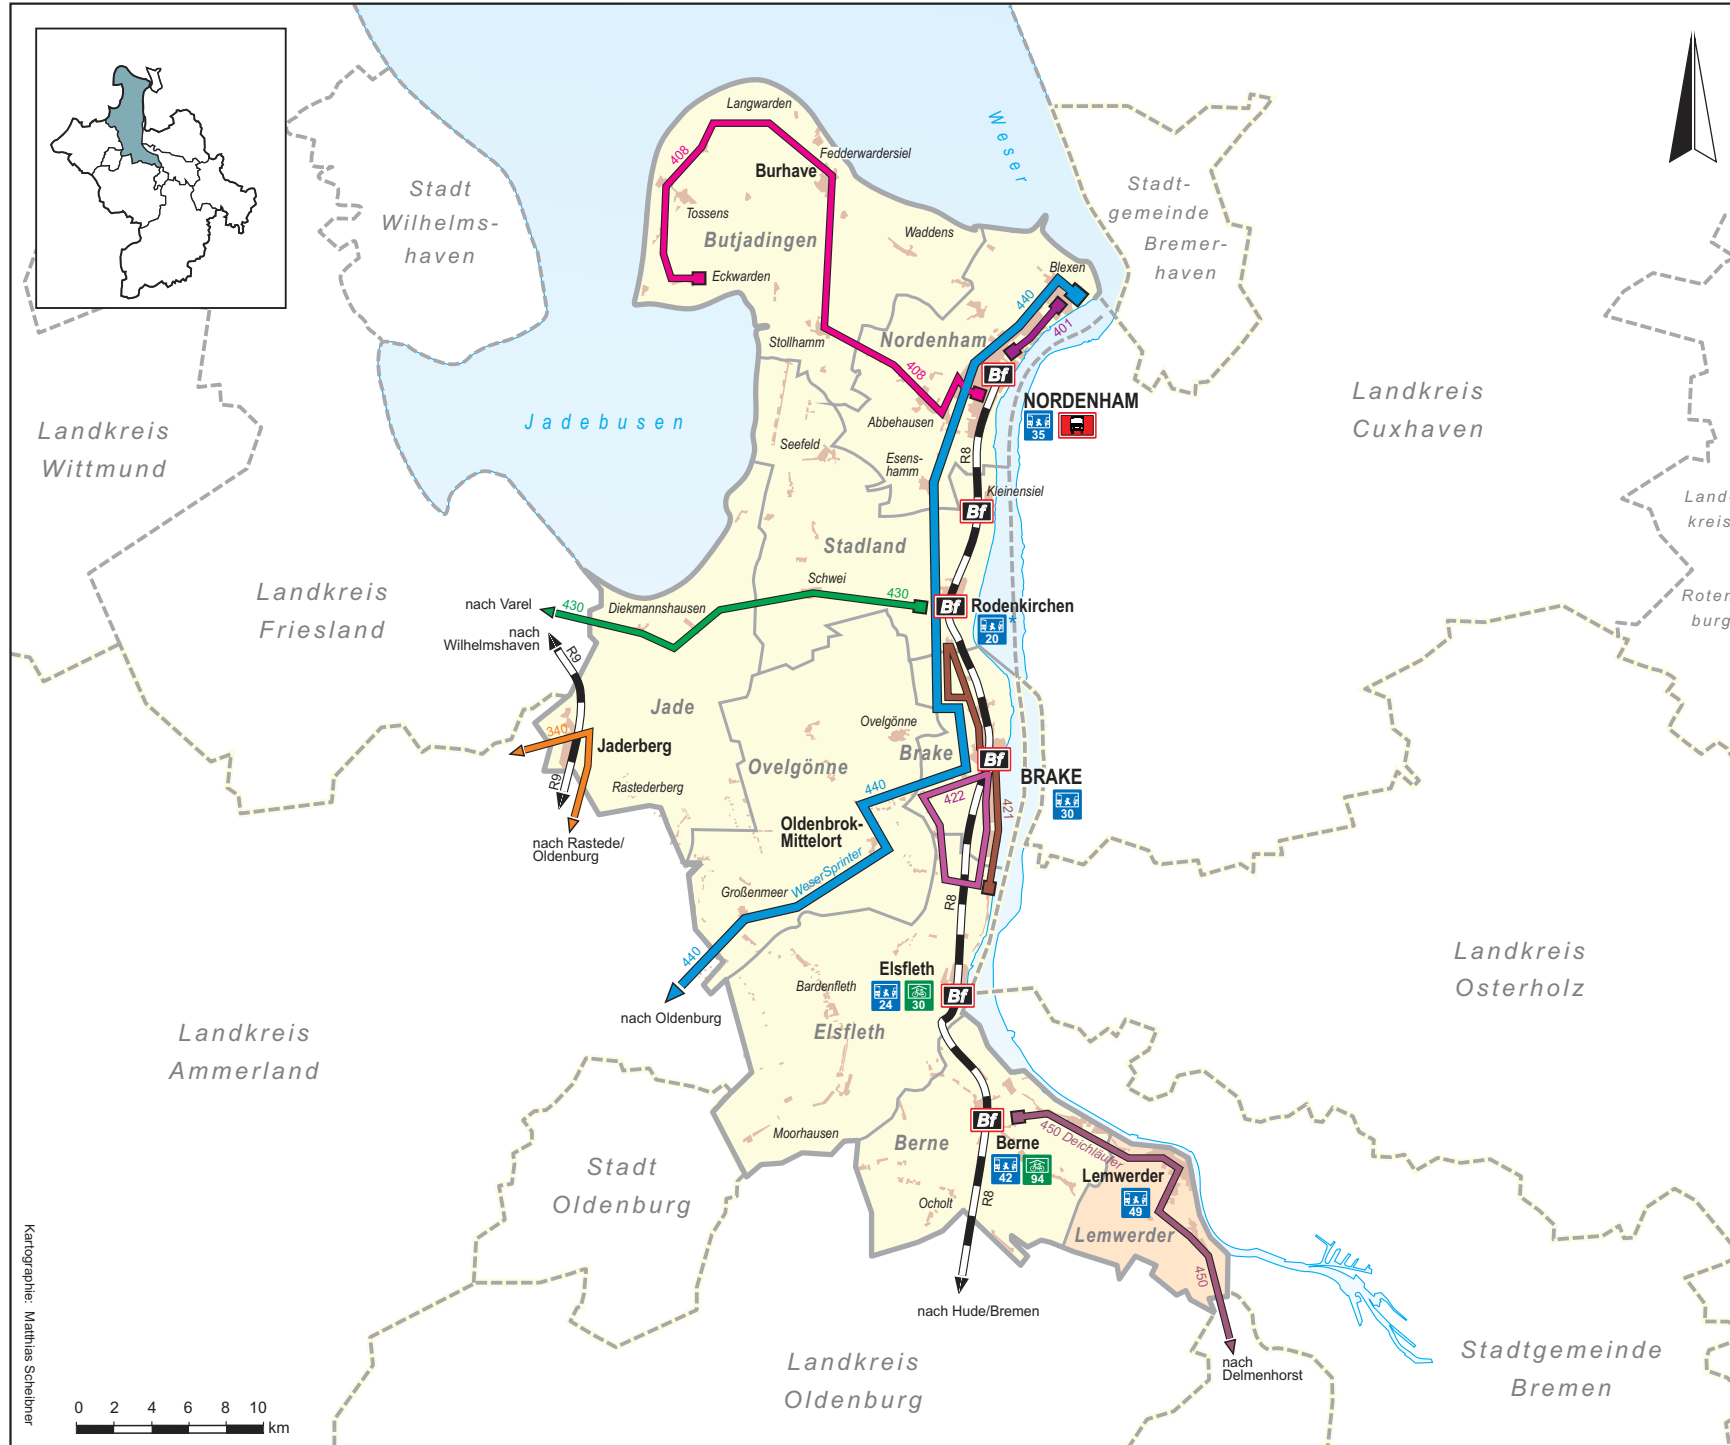 Langwarden
408
Fedderwardersiel
Burhave
Weser
Stadt
Wilhelms-
haven
Stadt-
gemeinde
Bremer-
haven
Tossens
Butjadingen
Waddens
Eckwarden
Blexen
440
401
Stollhamm
Nordenham
408
Bf
NORDENHAM
35
Landkreis
Cuxhaven
Landkreis
Wittmund
Jadebusen
Abbehausen
Seefeld
Esens-
hamm
R8
Kleinensiel
Bf
Land-
kreis
Stadland
Landkreis
Friesland
nach Varel
430
Diekmannshausen
Schwei
430
Bf
Rodenkirchen
20
*
Roten
burg
nach
Wilhelmshaven
R9
Jade
Ovelgönne
Brake
340
Jaderberg
Ovelgönne
Bf
BRAKE
30
R9
Rastederberg
440
422
421
nach Rastede/
Oldenburg
Oldenbrok-
Mittelort
WeserSprinter
Großenmeer
R8
440
Landkreis
Osterholz
Elsfleth
24
30
Bf
Bardenfleth
nach Oldenburg
Elsfleth
Landkreis
Ammerland
Bf
Moorhausen
Berne
Berne
42
94
450 Deichläufer
Lemwerder
49
Stadt
Oldenburg
Ocholt
R8
Lemwerder
450
nach Hude/Bremen
nach
Delmenhorst
Landkreis
Oldenburg
Stadtgemeinde
Bremen
Kartographie: Matthias Scheibner
0 2 4 6 8 10
km